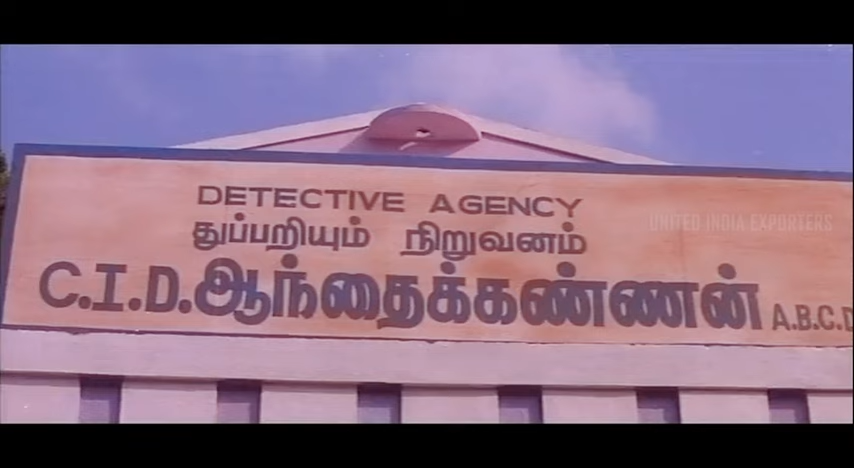 DETECTIVE AGENCY
துப்பறியும் நிறுவனம்
C.I.D. ஆந்தைக்கண்ணன் A.B.C.D
UNITED INDIA EXPORTERS